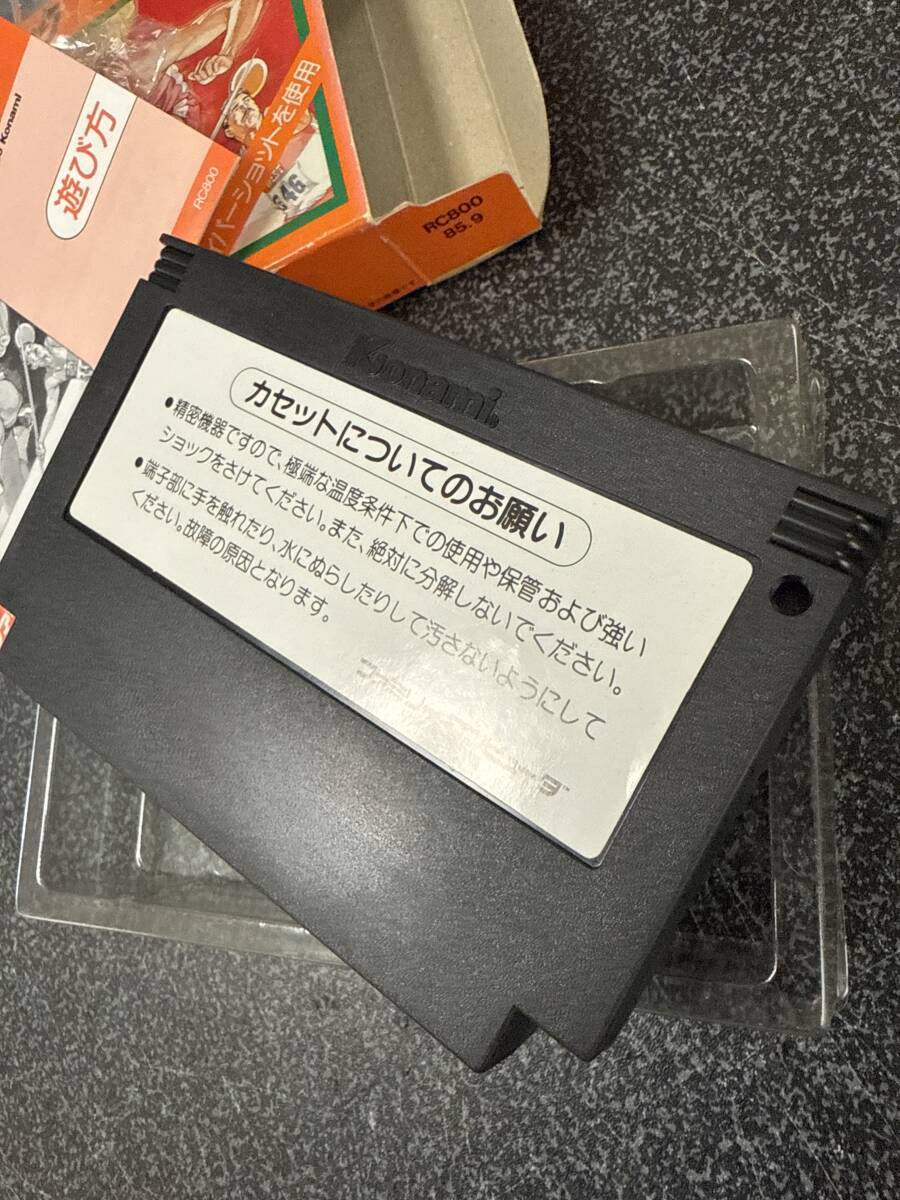 Konami
遊び方
RC800
パーショットを使用
646
RC800
85.9
Konami
カセットについてのお願い
●精密機器ですので、極端な温度条件下での使用や保管および強い
ショックをさけてください。また、絶対に分解しないでください。
●端子部に手を触れたり、水にぬらしたりして汚さないようにして
ください。故障の原因となります。